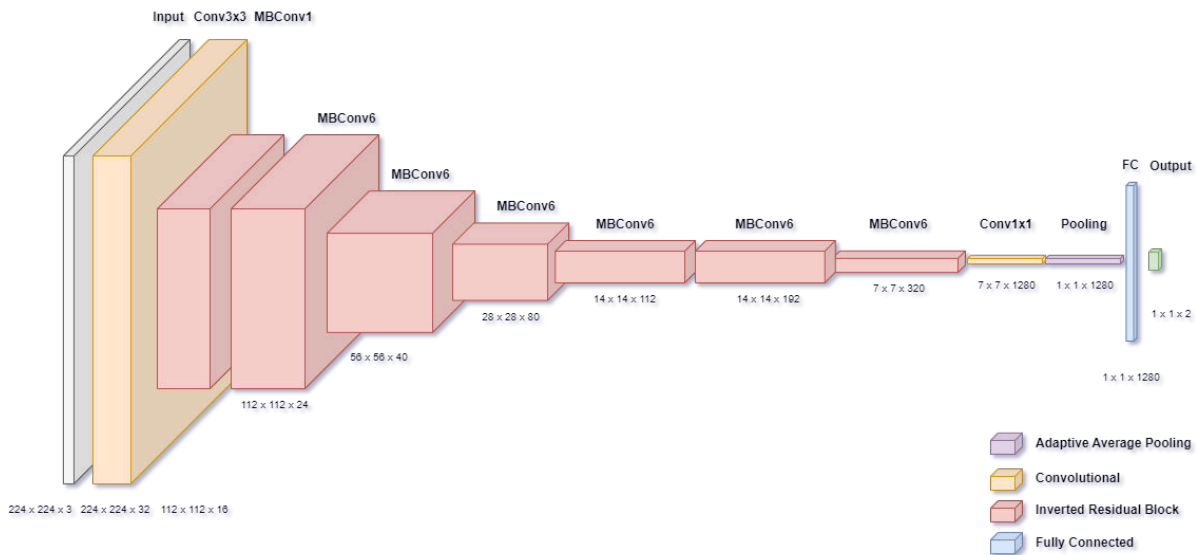 Input Conv3x3 MBConv1
MBConv6
MBConv6
MBConv6
MBConv6
MBConv6
MBConv6
Conv1x1
Pooling
FC
Output
224 x 224 x 3
224 x 224 x 32
112 x 112 x 16
112 x 112 x 24
56 x 56 x 40
28 x 28 x 80
14 x 14 x 112
14 x 14 x 192
7 x 7 x 320
7 x 7 x 1280
1 x 1 x 1280
1 x 1 x 1280
1 x 1 x 2
Adaptive Average Pooling
Convolutional
Inverted Residual Block
Fully Connected